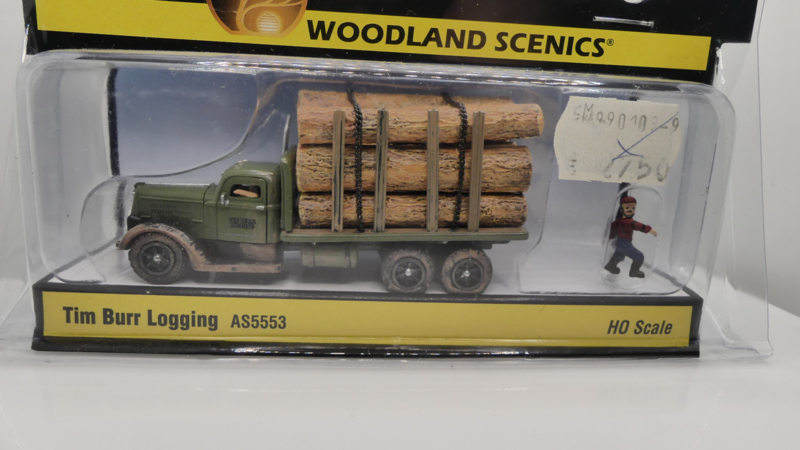 WOODLAND SCENICS®
Tim Burr Logging AS5553
HO Scale